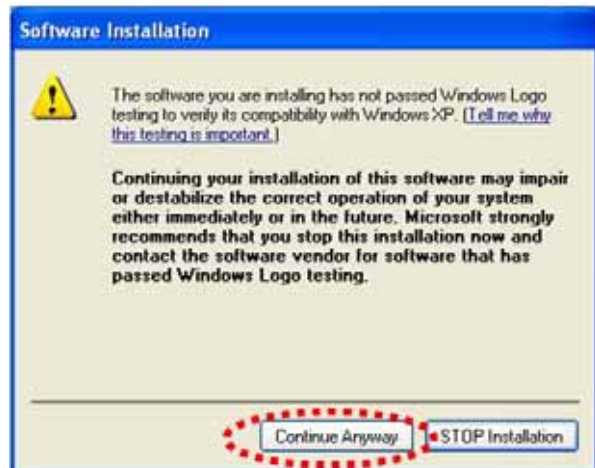 Software Installation
The software you are installing has not passed Windows Logo
testing to verify its compatibility with Windows XP. (Tell me why
this testing is important.)
Continuing your installation of this software may impair
or destabilize the correct operation of your system
either immediately or in the future. Microsoft strongly
recommends that you stop this installation now and
contact the software vendor for software that has
passed Windows Logo testing.
Continue Anyway
STOP Installation